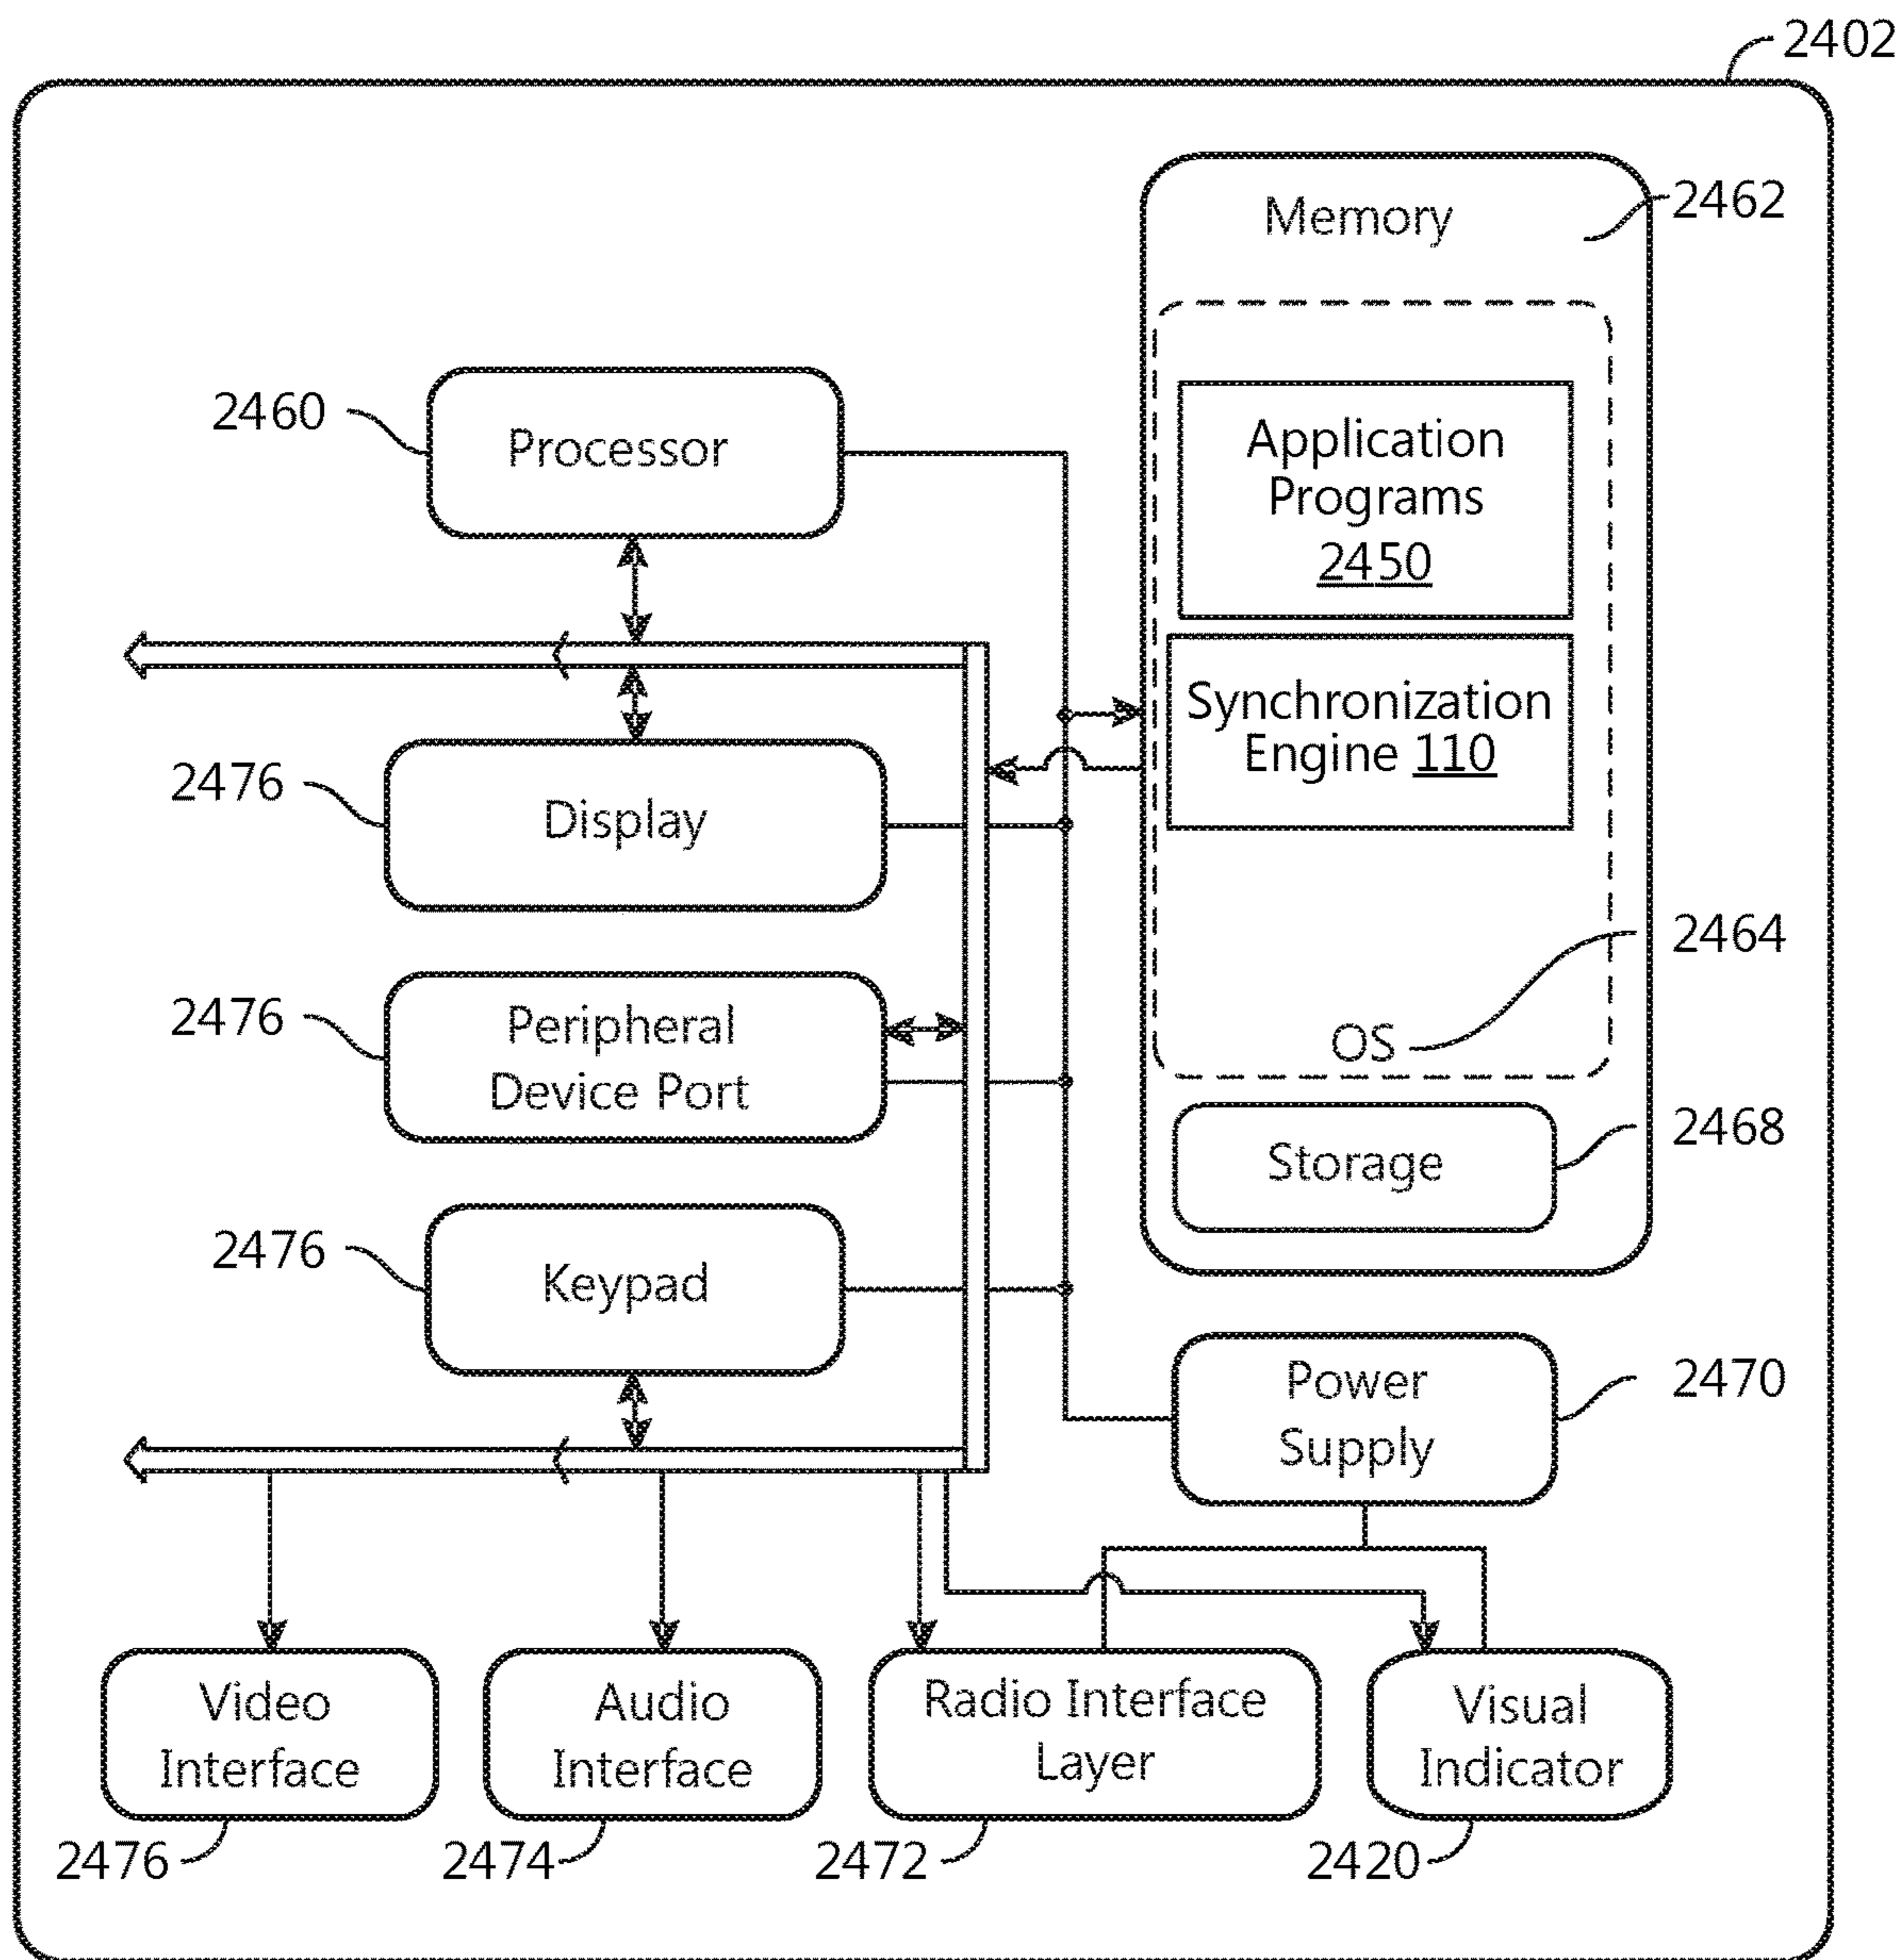 2402
Memory
2462
Application
Programs
2450
2460
Processor
Synchronization
Engine 110
2476
Display
2464
2476
Peripheral
Device Port
OS
2468
Storage
2476
Keypad
Power
Supply
2470
Video
Interface
Audio
Interface
Radio Interface
Layer
Visual
Indicator
2476
2474
2472
2420